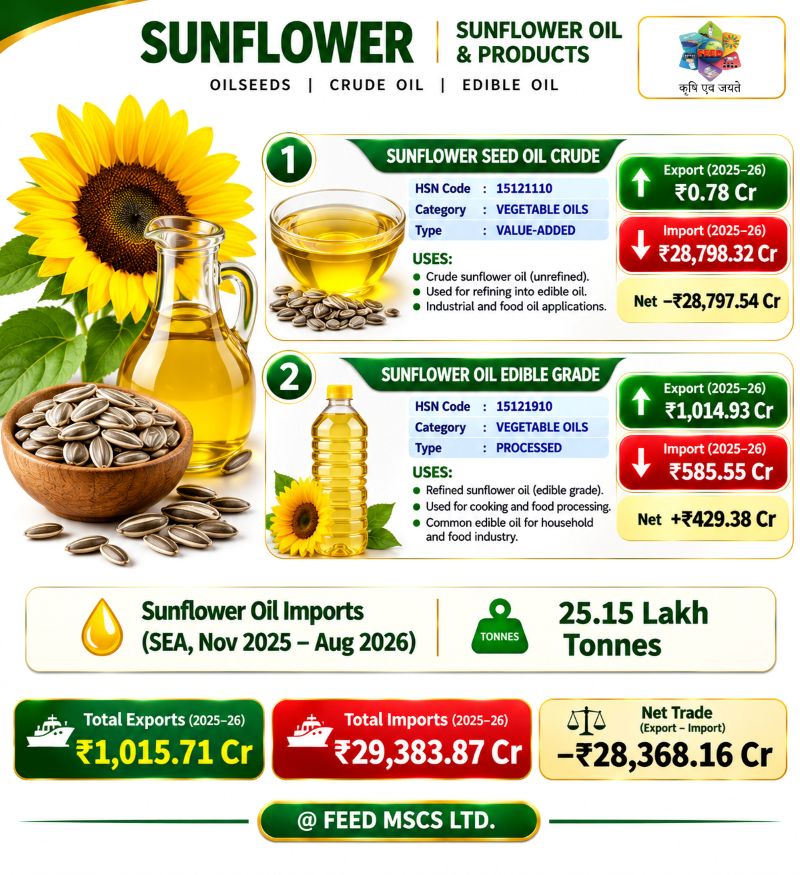 SUNFLOWER
SUNFLOWER OIL
& PRODUCTS
OILSEEDS | CRUDE OIL | EDIBLE OIL
कृषि एव जयते
1
SUNFLOWER SEED OIL CRUDE
HSN Code : 15121110
Category : VEGETABLE OILS
Type : VALUE-ADDED
USES:
• Crude sunflower oil (unrefined).
• Used for refining into edible oil.
• Industrial and food oil applications.
Export (2025–26)
₹0.78 Cr
Import (2025–26)
₹28,798.32 Cr
Net −₹28,797.54 Cr
2
SUNFLOWER OIL EDIBLE GRADE
HSN Code : 15121910
Category : VEGETABLE OILS
Type : PROCESSED
USES:
• Refined sunflower oil (edible grade).
• Used for cooking and food processing.
• Common edible oil for household
and food industry.
Export (2025–26)
₹1,014.93 Cr
Import (2025–26)
₹585.55 Cr
Net +₹429.38 Cr
Sunflower Oil Imports
(SEA, Nov 2025 – Aug 2026)
TONNES
25.15 Lakh
Tonnes
Total Exports (2025–26)
₹1,015.71 Cr
Total Imports (2025–26)
₹29,383.87 Cr
Net Trade
(Export – Import)
−₹28,368.16 Cr
@ FEED MSCS LTD.